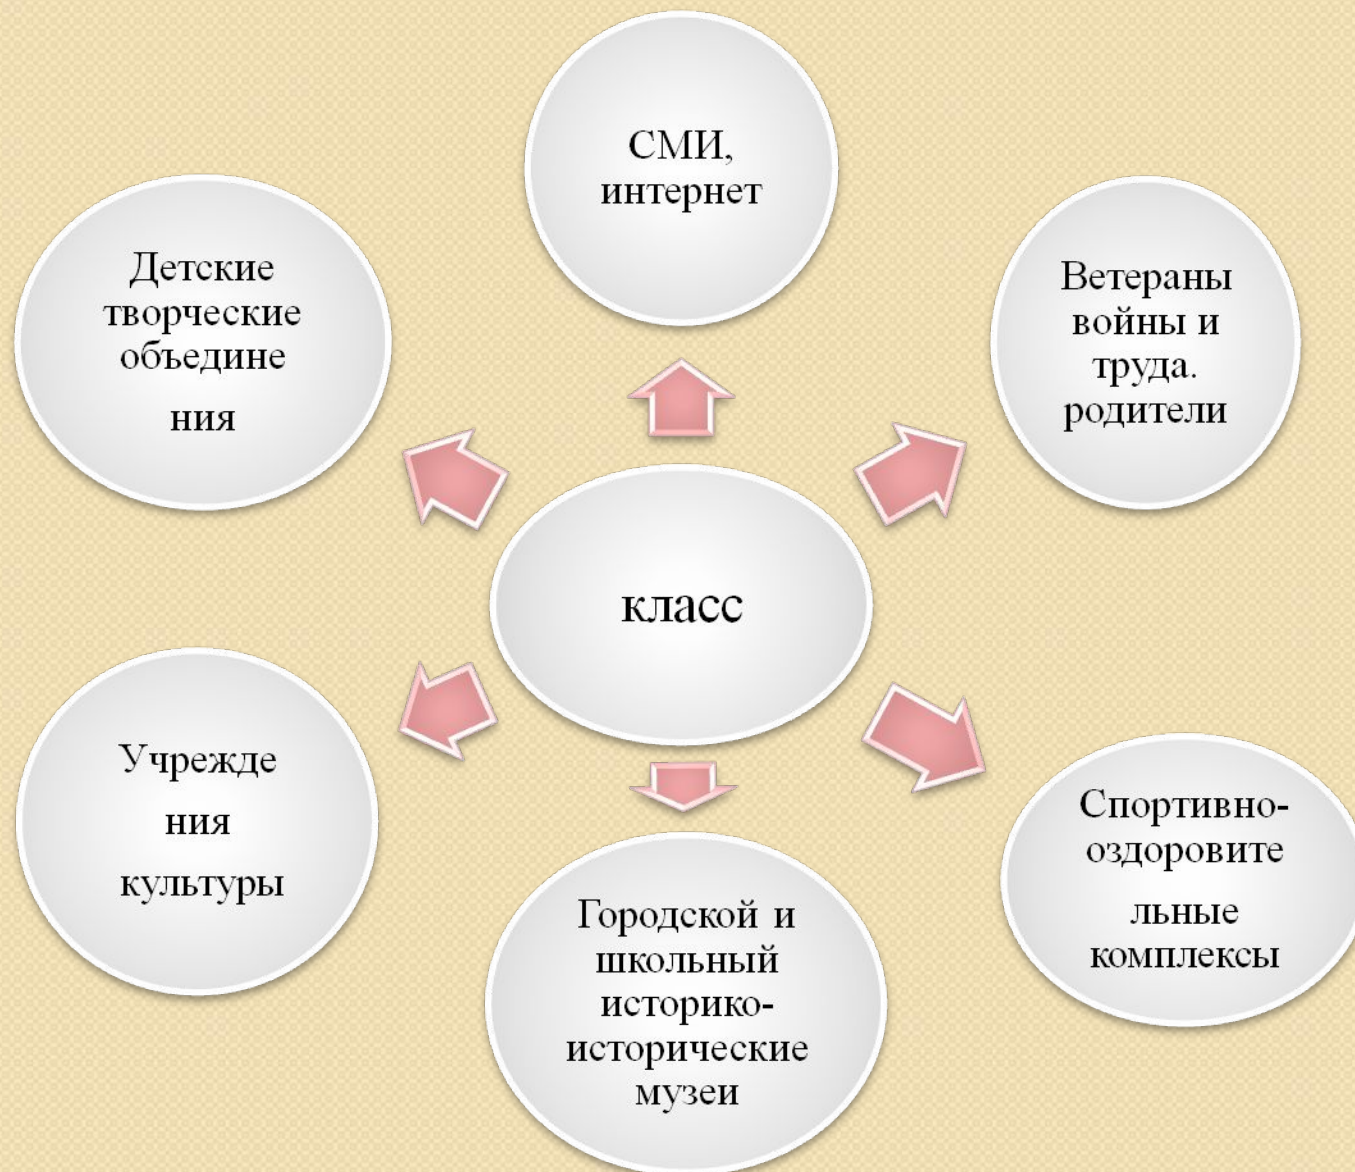 СМИ,
интернет
Детские
творческие
объедине
ния
Ветераны
войны и
труда.
родители
класс
Учрежде
ния
культуры
Спортивно-
оздоровите
льные
комплексы
Городской и
школьный
историко-
исторические
музеи